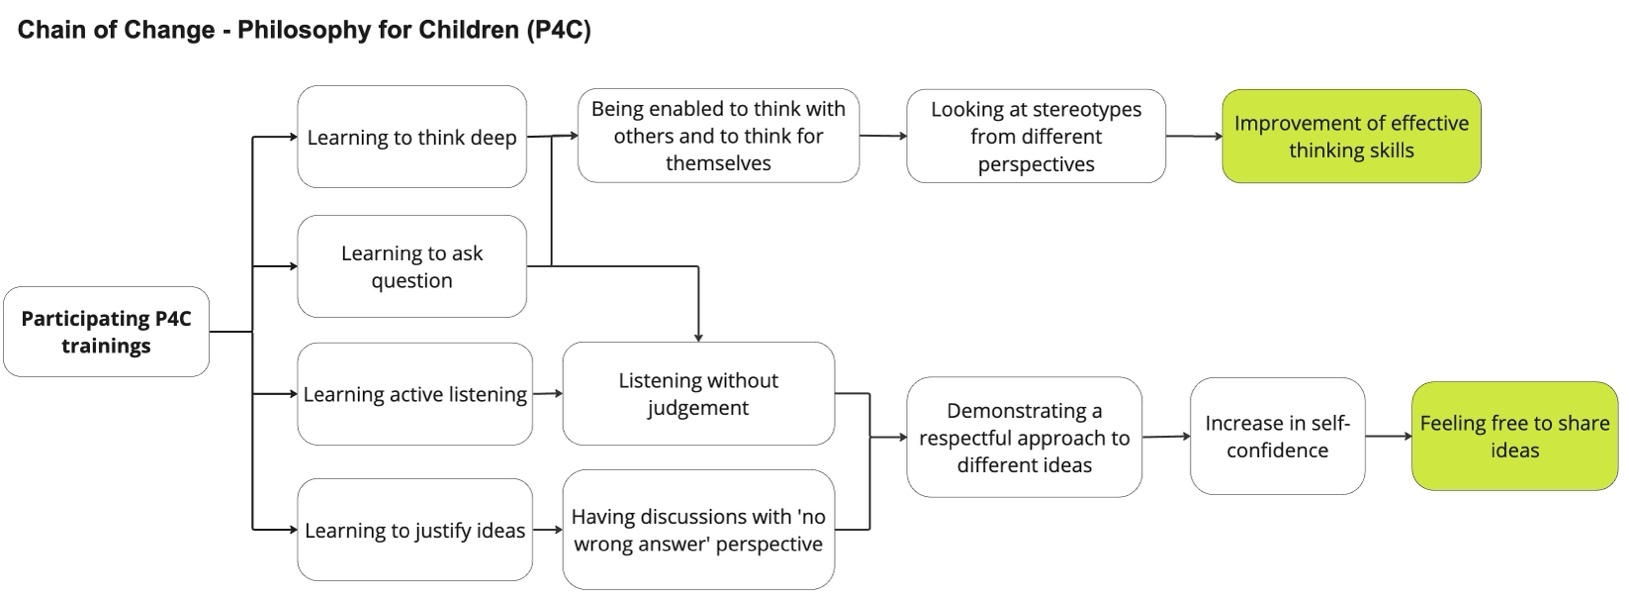 Chain of Change - Philosophy for Children (P4C)
Participating P4C
trainings
Learning to think deep
Being enabled to think with
others and to think for
themselves
Looking at stereotypes
from different
perspectives
Improvement of effective
thinking skills
Learning to ask
question
Learning active listening
Listening without
judgement
Learning to justify ideas
Having discussions with 'no
wrong answer' perspective
Demonstrating a
respectful approach to
different ideas
Increase in self-
confidence
Feeling free to share
ideas